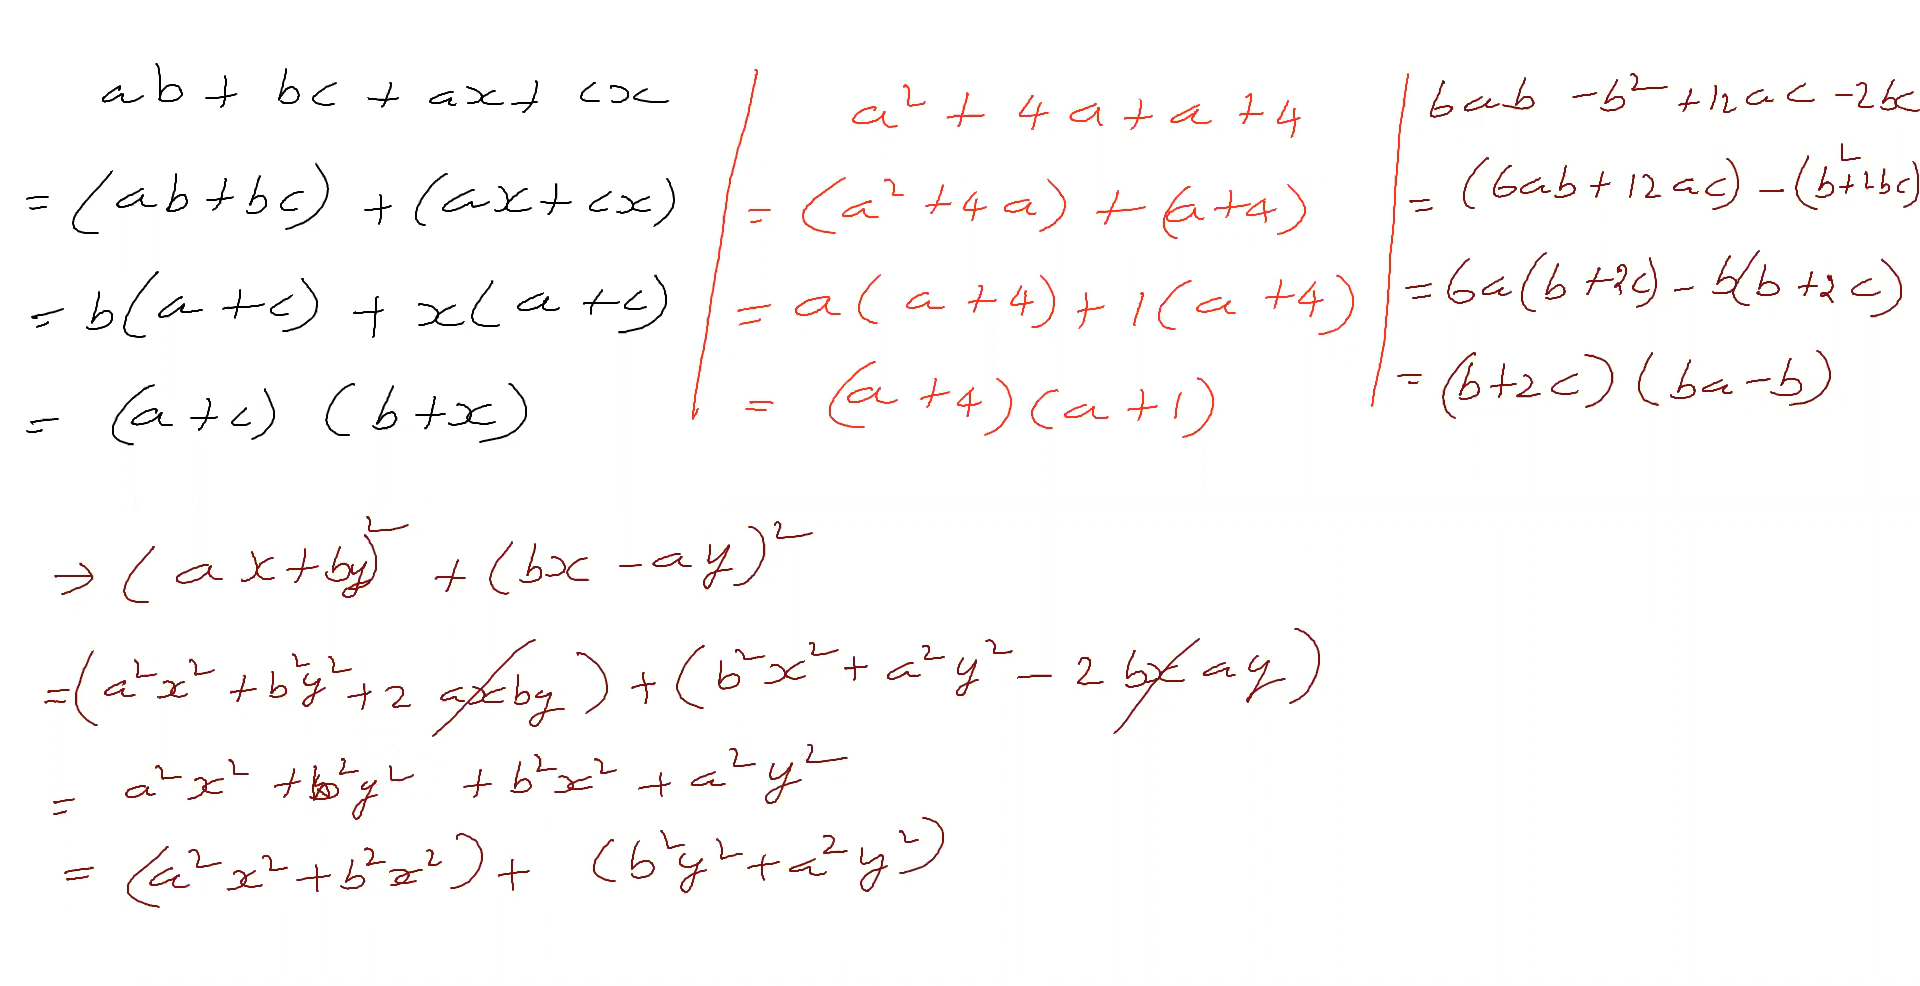 ab + bc + ax + cx
= (ab + bc) + (ax + cx)
= b(a + c) + x(a + c)
= (a + c) (b + x)
a² + 4a + a + 4
= (a² + 4a) + (a + 4)
= a(a + 4) + 1(a + 4)
= (a + 4)(a + 1)
6ab - b² + 12ac - 2bc
= (6ab + 12ac) - (b² + 2bc)
= 6a(b + 2c) - b(b + 2c)
= (b + 2c) (6a - b)
→ (ax + by)² + (bx - ay)²
= (a²x² + b²y² + 2 axby) + (b²x² + a²y² - 2 bx ay)
= a²x² + b²y² + b²x² + a²y²
= (a²x² + b²x²) + (b²y² + a²y²)